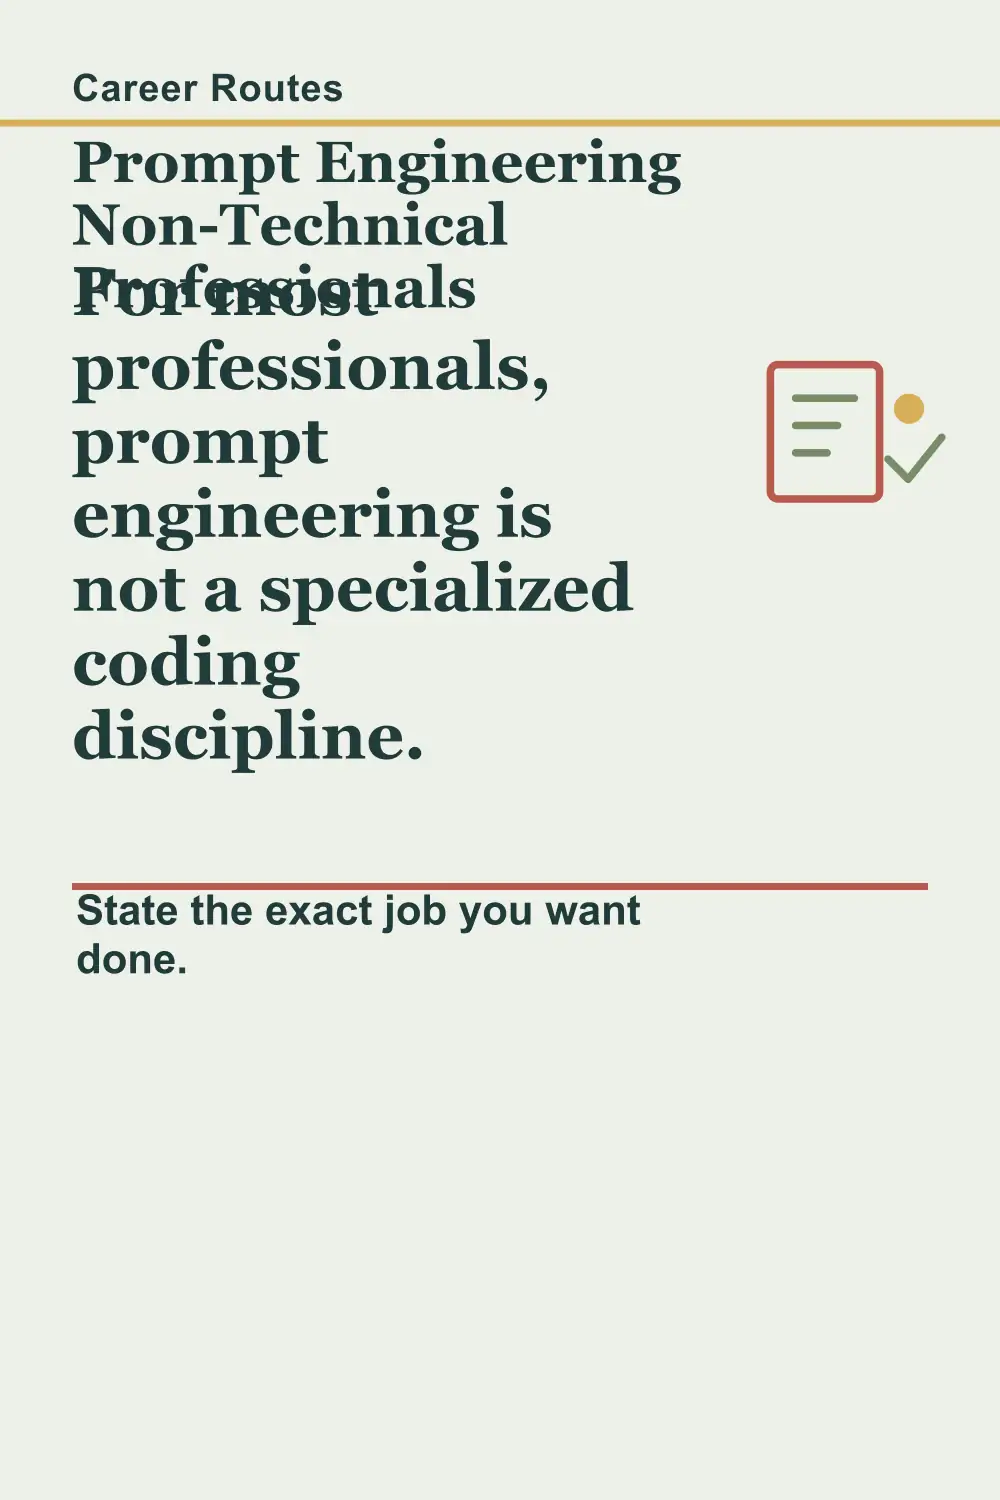 Career Routes
Prompt Engineering
Non-Technical
Professionals
For most
professionals,
prompt
engineering is
not a specialized
coding
discipline.
State the exact job you want
done.